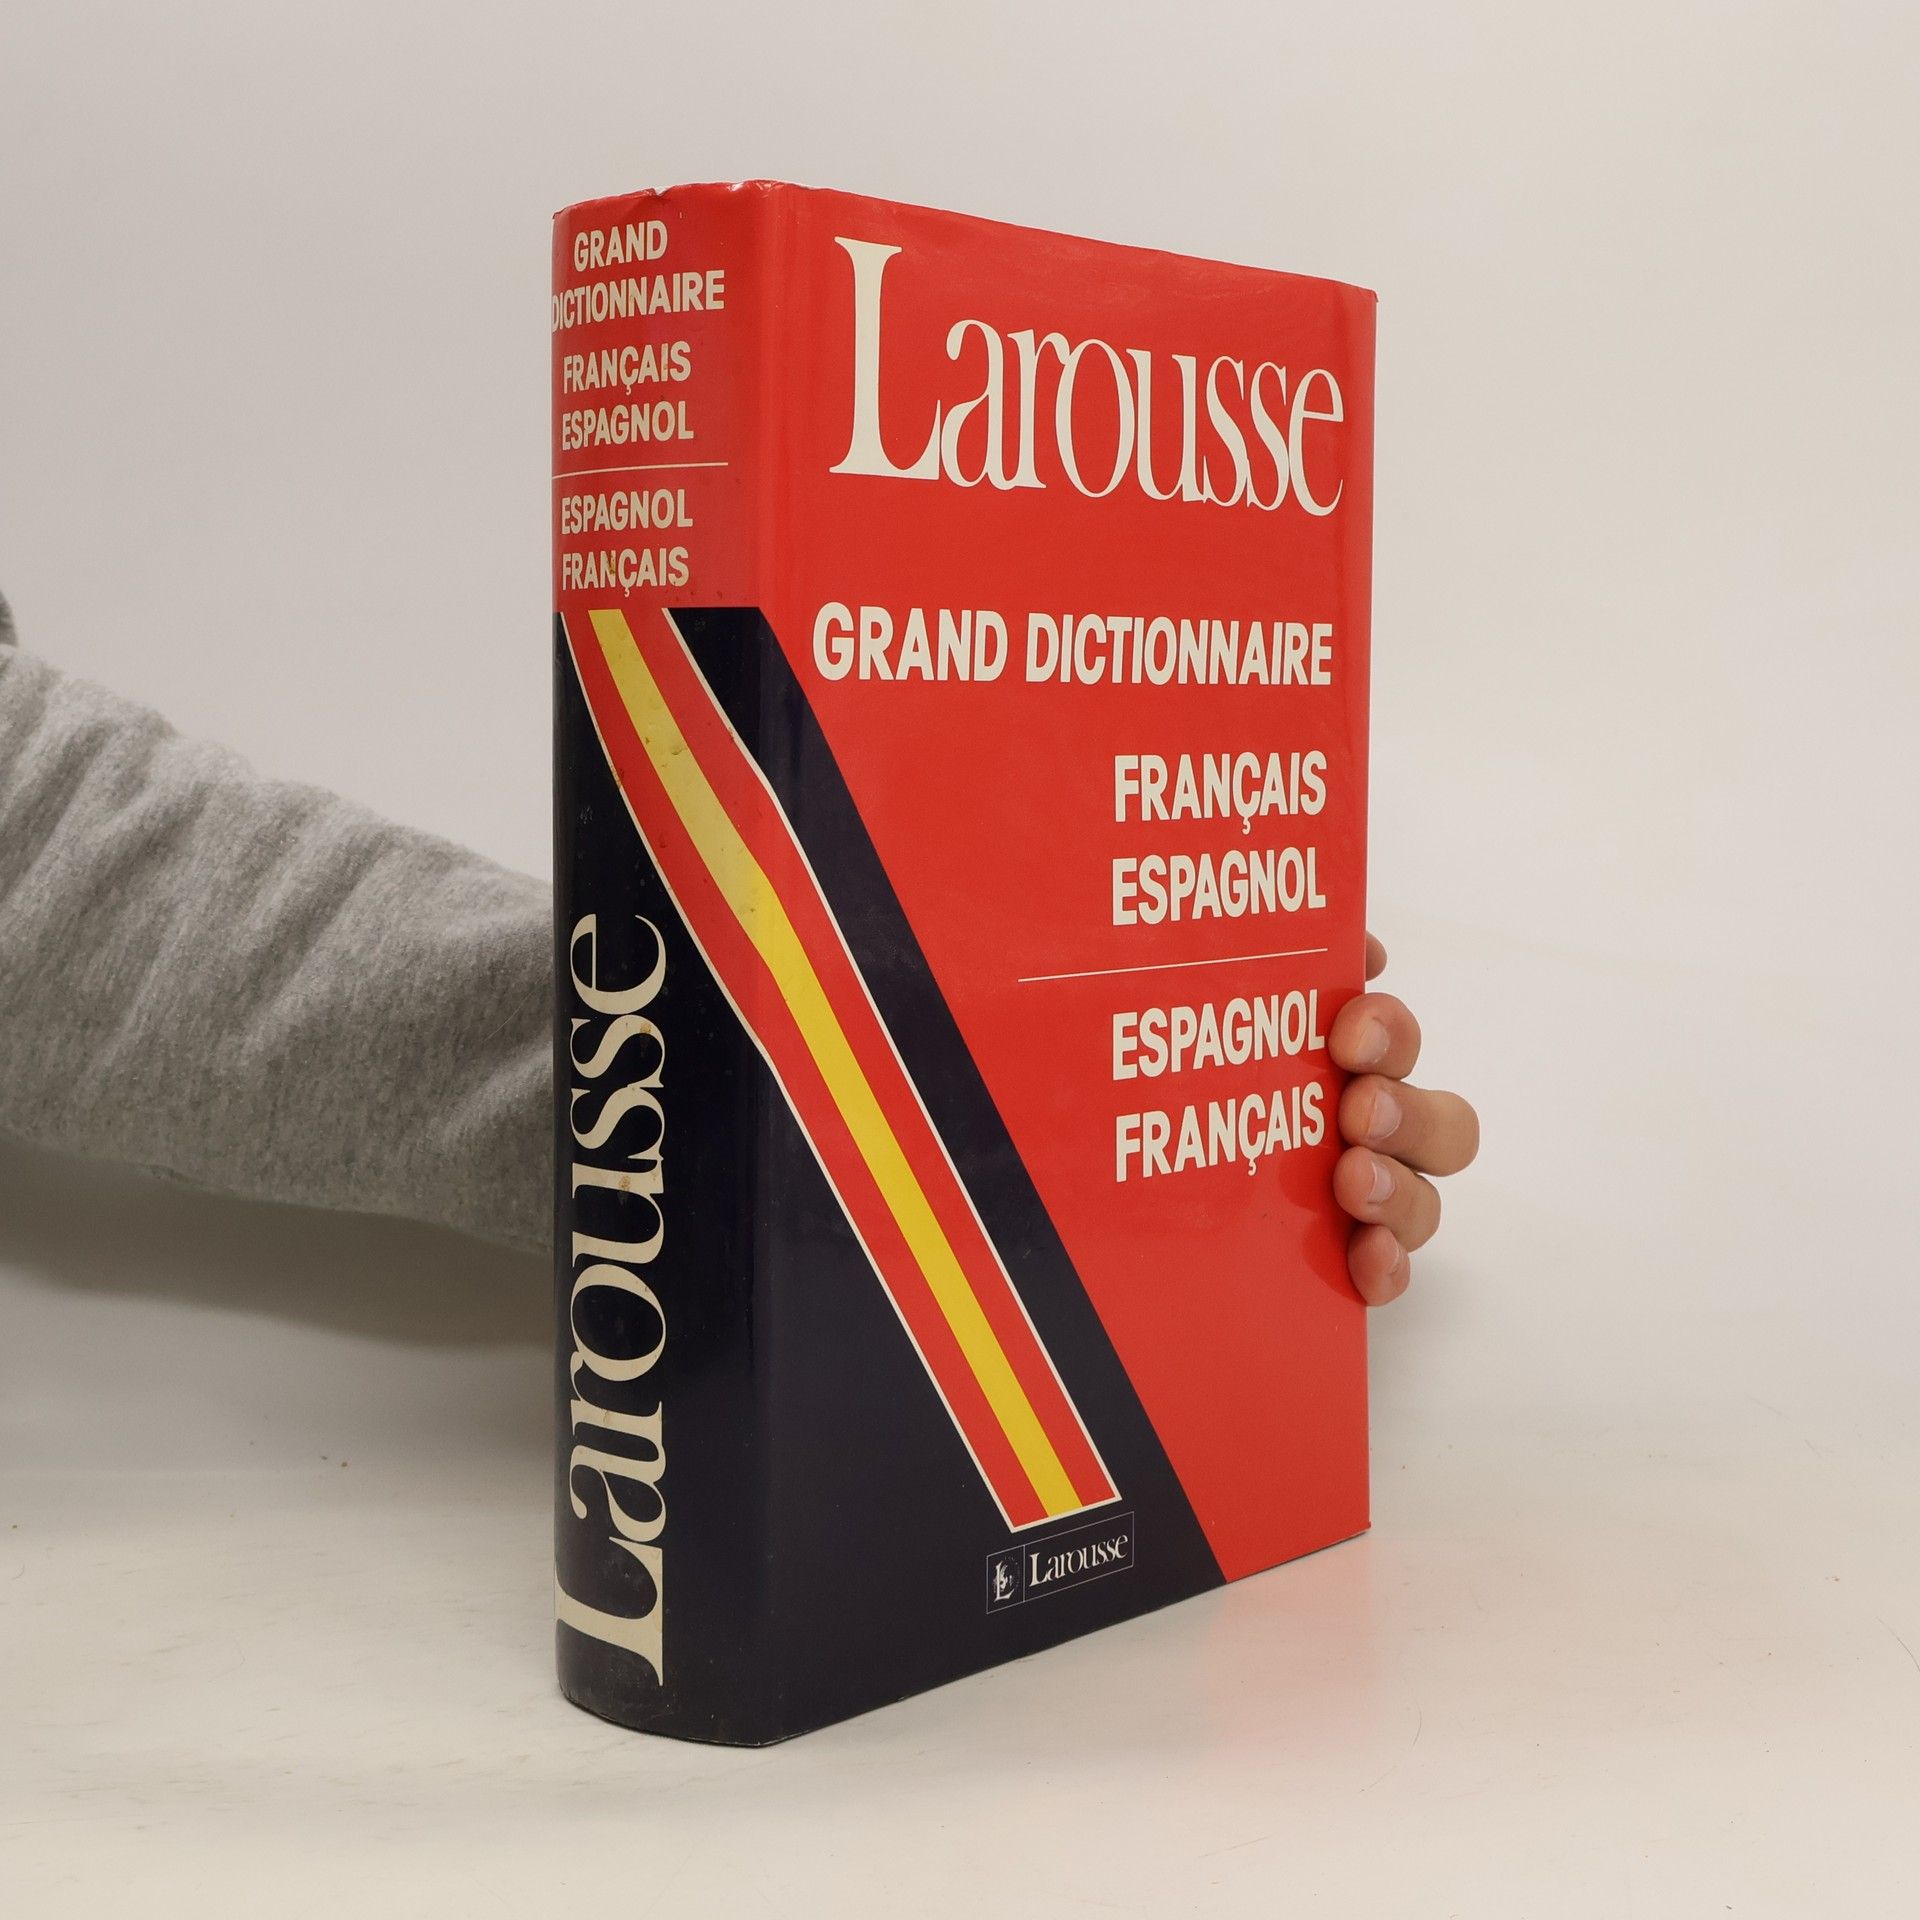 GRAND
DICTIONNAIRE
FRANÇAIS
ESPAGNOL
ESPAGNOL
FRANÇAIS
Larousse
Larousse
GRAND DICTIONNAIRE
FRANÇAIS
ESPAGNOL
ESPAGNOL
FRANÇAIS
L Larousse